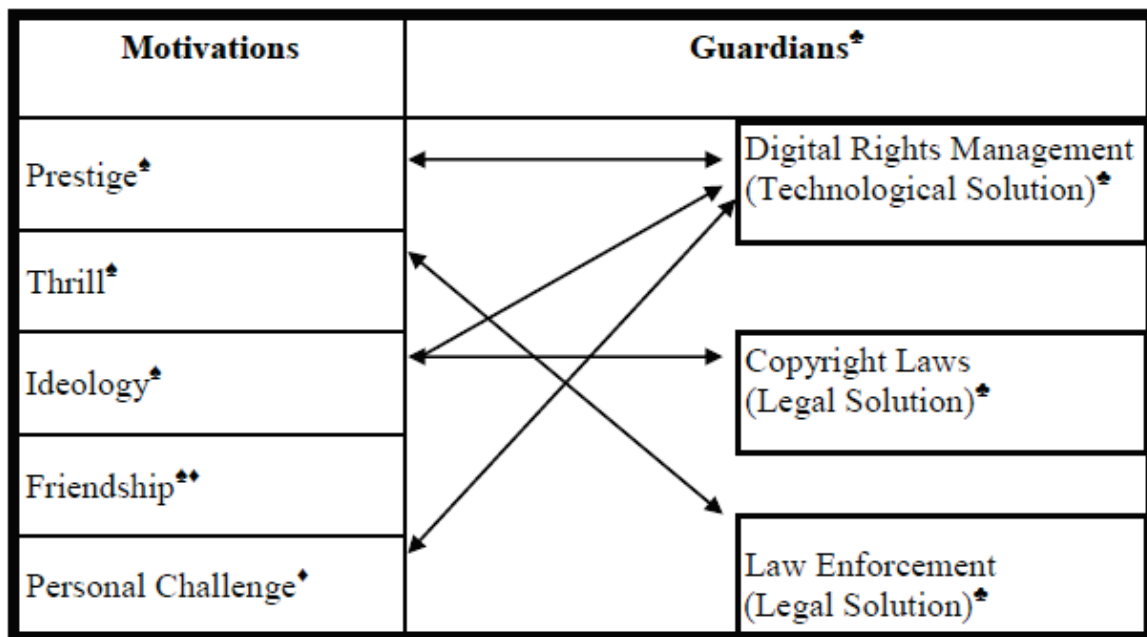 Motivations
Guardians♣
Prestige♠
Thrill♠
Ideology♠
Friendship♠♦
Personal Challenge♦
Digital Rights Management
(Technological Solution)♣
Copyright Laws
(Legal Solution)♣
Law Enforcement
(Legal Solution)♣